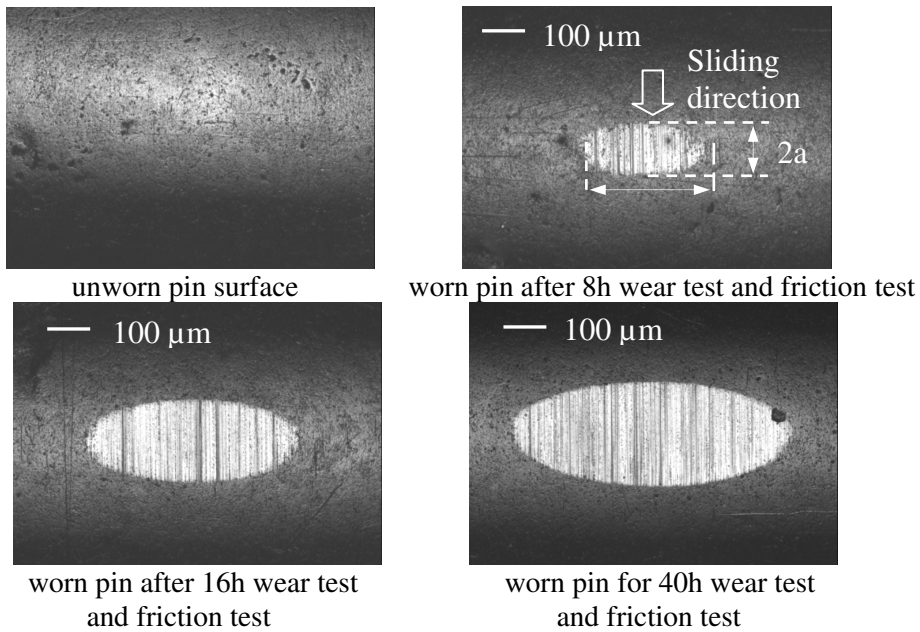 100 µm
Sliding
direction
2a
unworn pin surface
worn pin after 8h wear test and friction test
100 µm
100 µm
worn pin after 16h wear test
and friction test
worn pin for 40h wear test
and friction test